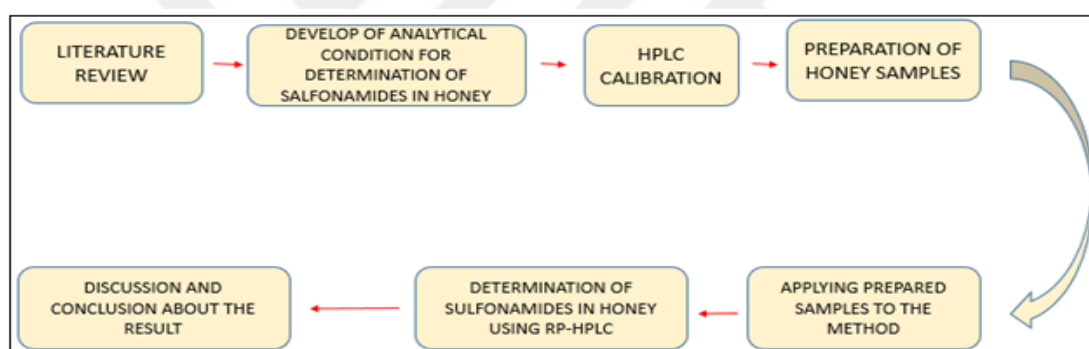 LITERATURE
REVIEW
DEVELOP OF ANALYTICAL
CONDITION FOR
DETERMINATION OF
SALFONAMIDES IN HONEY
HPLC
CALIBRATION
PREPARATION OF
HONEY SAMPLES
APPLYING PREPARED
SAMPLES TO THE
METHOD
DETERMINATION OF
SULFONAMIDES IN HONEY
USING RP-HPLC
DISCUSSION AND
CONCLUSION ABOUT THE
RESULT